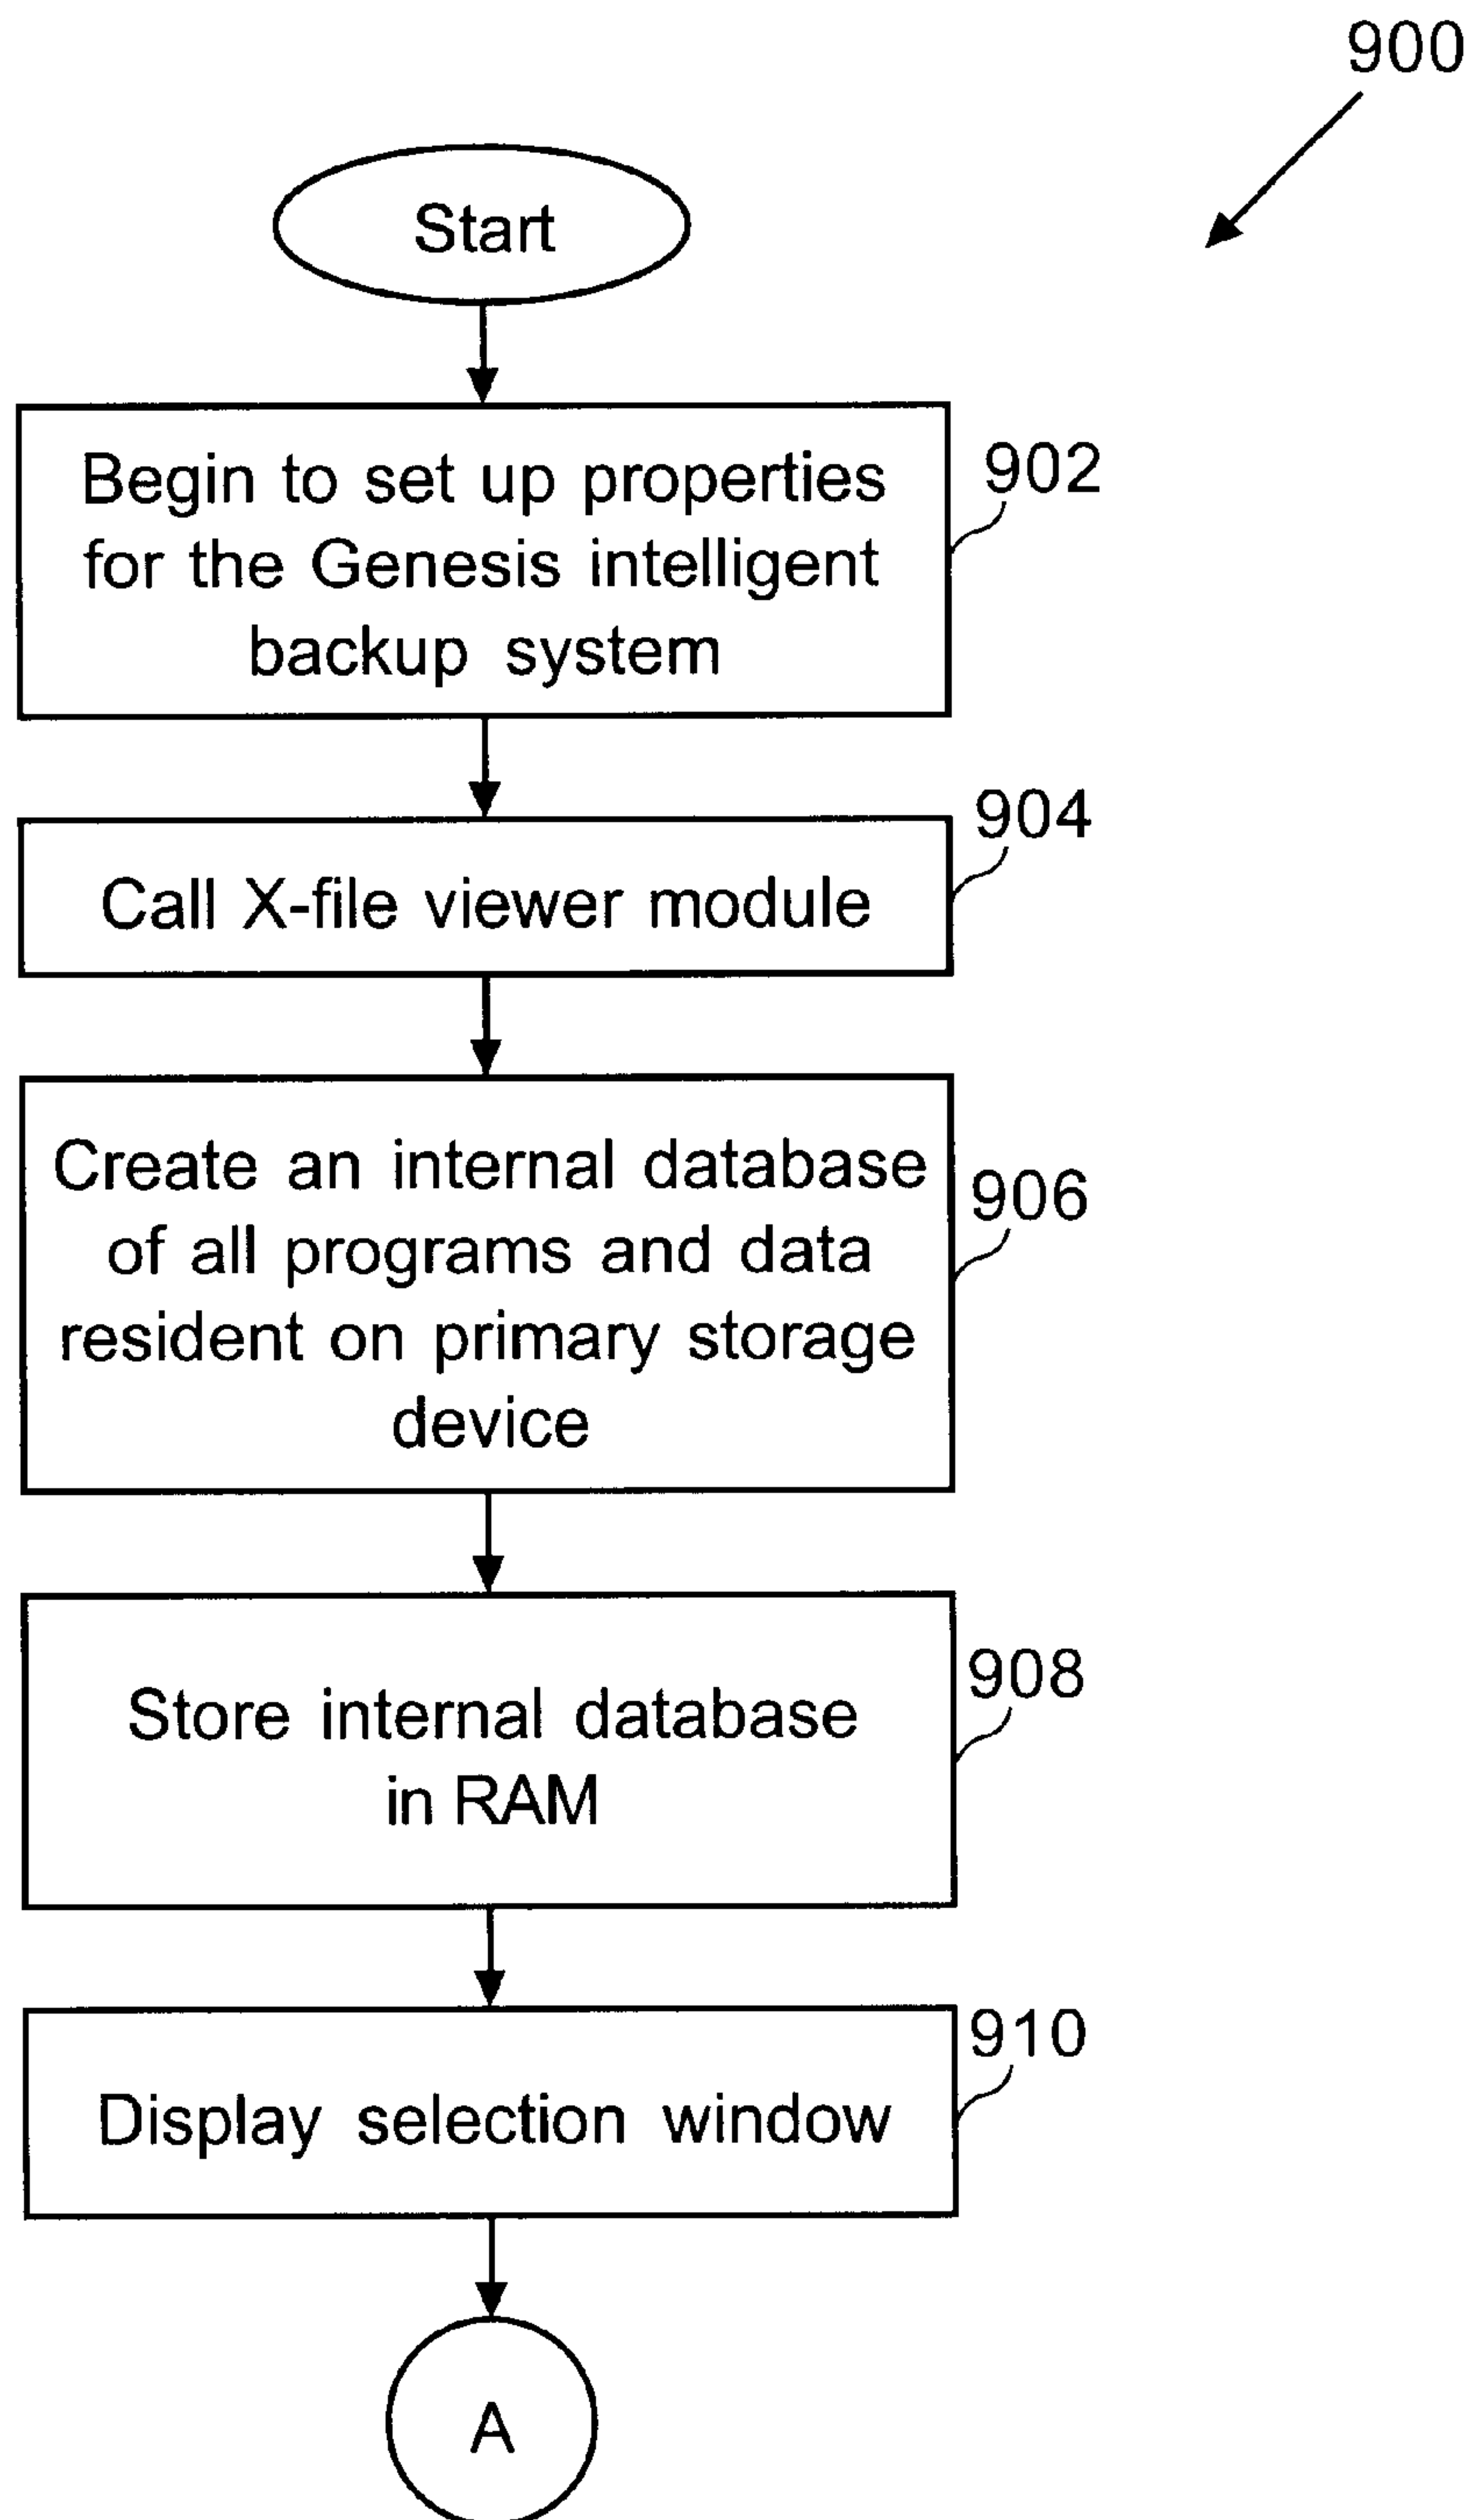 900
Start
Begin to set up properties
for the Genesis intelligent
backup system
902
Call X-file viewer module
904
Create an internal database
of all programs and data
resident on primary storage
device
906
Store internal database
in RAM
908
Display selection window
910
A